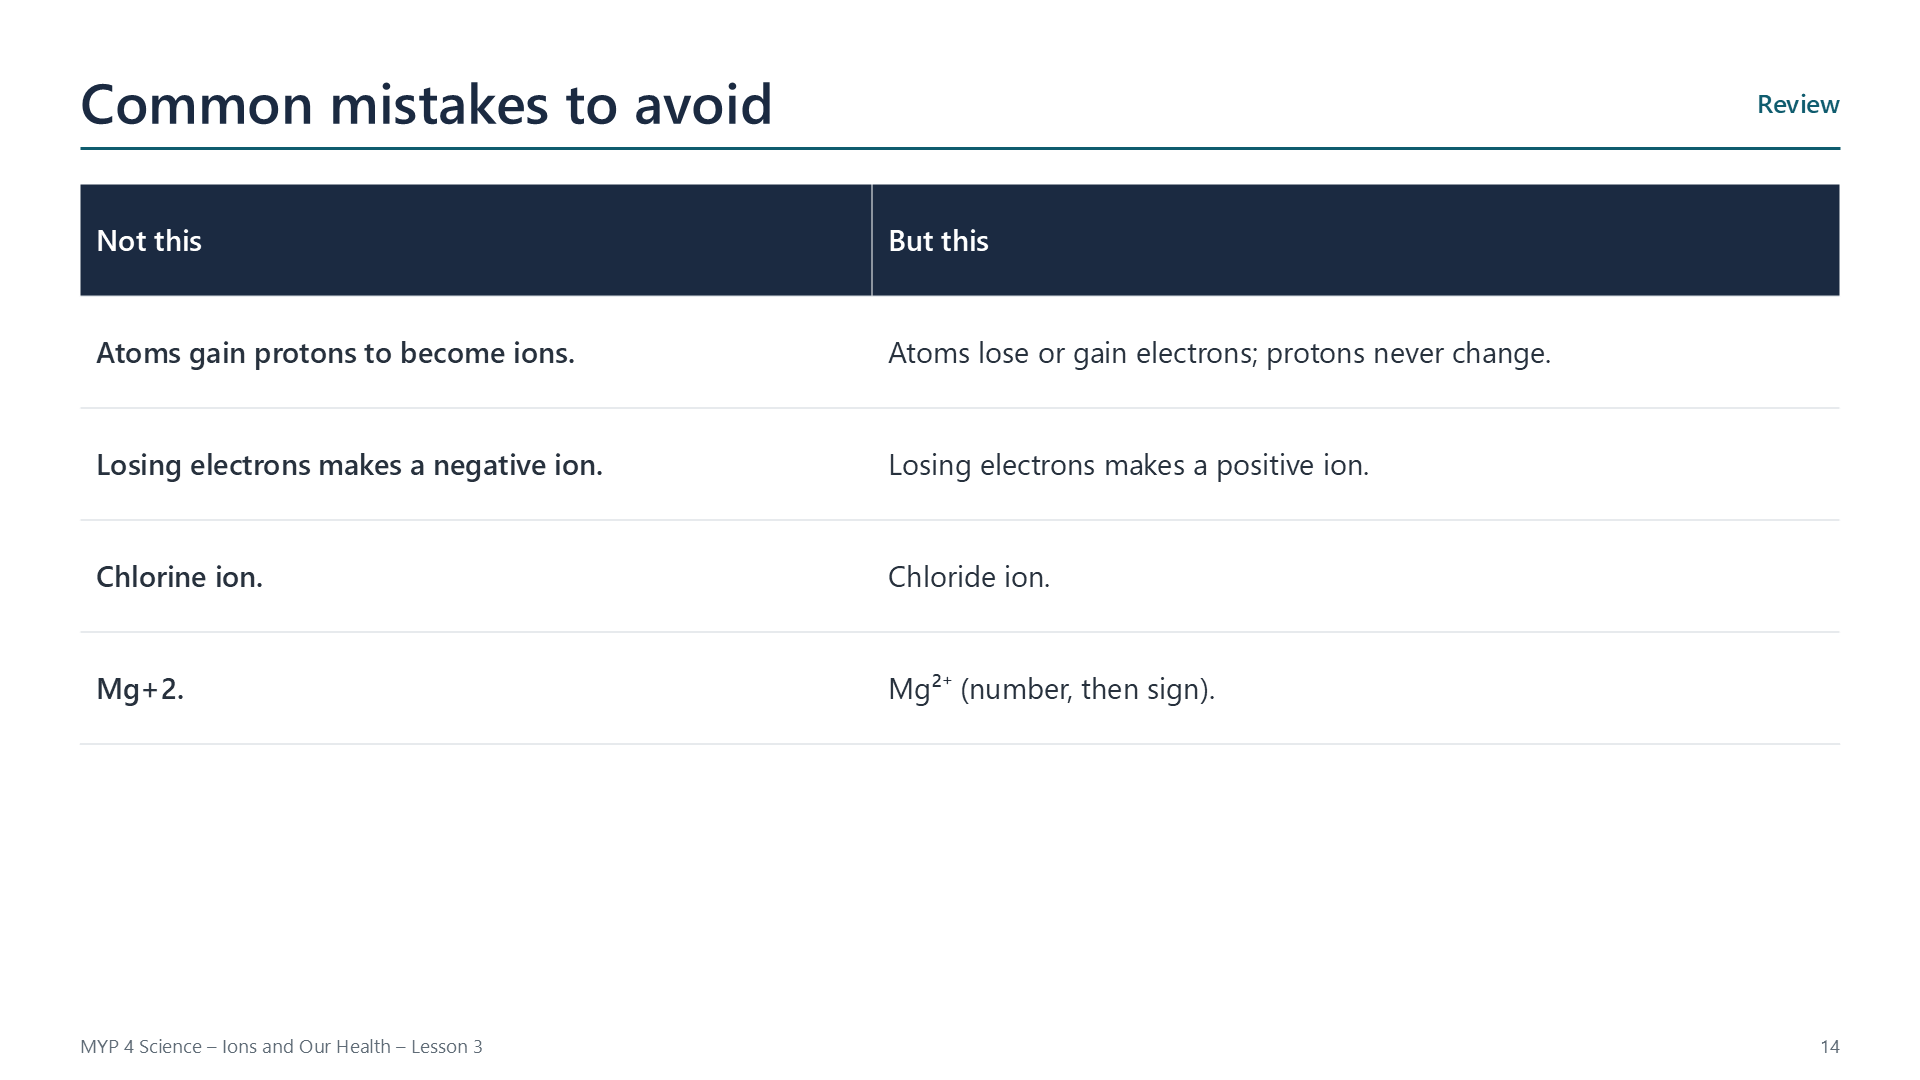 Common mistakes to avoid
Review
Not this
But this
Atoms gain protons to become ions.
Atoms lose or gain electrons; protons never change.
Losing electrons makes a negative ion.
Losing electrons makes a positive ion.
Chlorine ion.
Chloride ion.
Mg+2.
Mg²⁺ (number, then sign).
MYP 4 Science – Ions and Our Health – Lesson 3
14